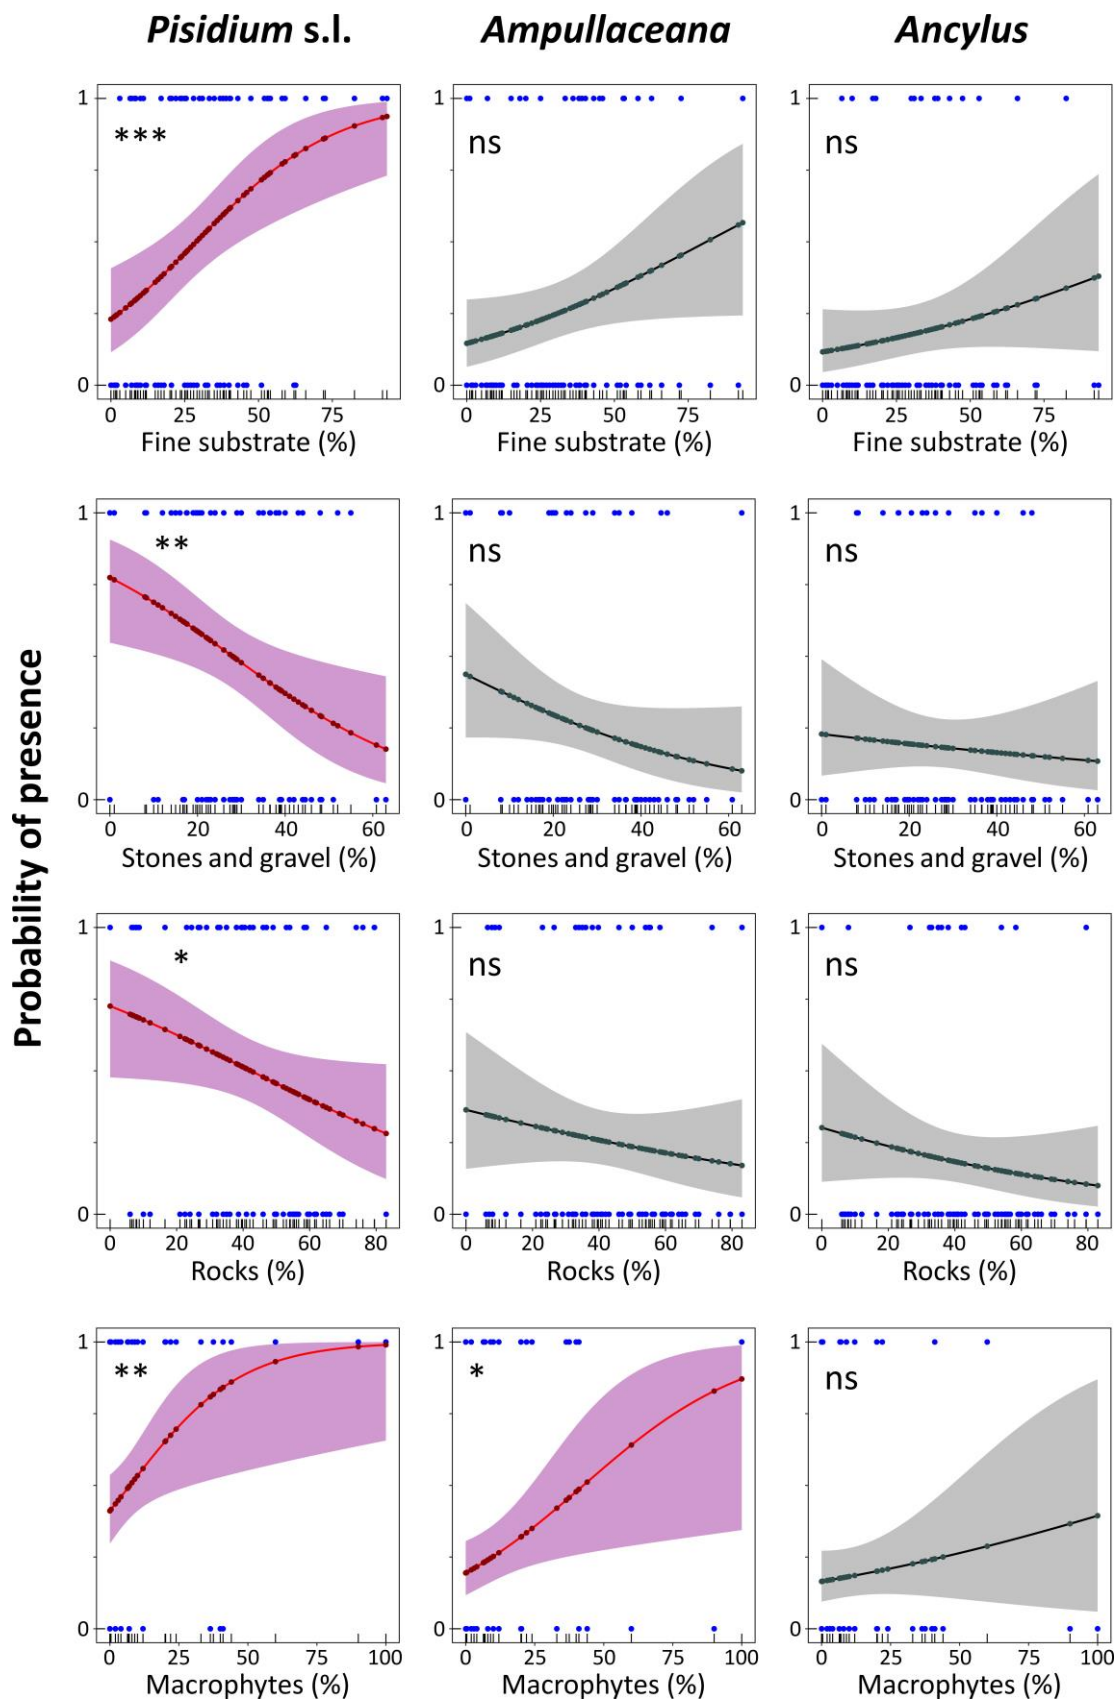 Pisidium s.l. Ampullaceana Ancylus
Probability of presence
1 *** ns ns
0
0 25 50 75 0 25 50 75 0 25 50 75
Fine substrate (%) Fine substrate (%) Fine substrate (%)
1 ** 1 ns 1 ns
0 0 0
0 20 40 60 0 20 40 60 0 20 40 60
Stones and gravel (%) Stones and gravel (%) Stones and gravel (%)
1 * 1 ns 1 ns
0 0 0
0 20 40 60 80 0 20 40 60 80 0 20 40 60 80
Rocks (%) Rocks (%) Rocks (%)
1 ** 1 * 1 ns
0 0 0
0 25 50 75 100 0 25 50 75 100 0 25 50 75 100
Macrophytes (%) Macrophytes (%) Macrophytes (%)